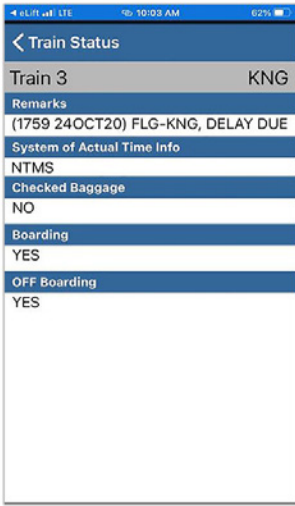 eLift LTE 10:03 AM 62%
Train Status
Train 3 KNG
Remarks
(1759 24OCT20) FLG-KNG, DELAY DUE
System of Actual Time Info
NTMS
Checked Baggage
NO
Boarding
YES
OFF Boarding
YES